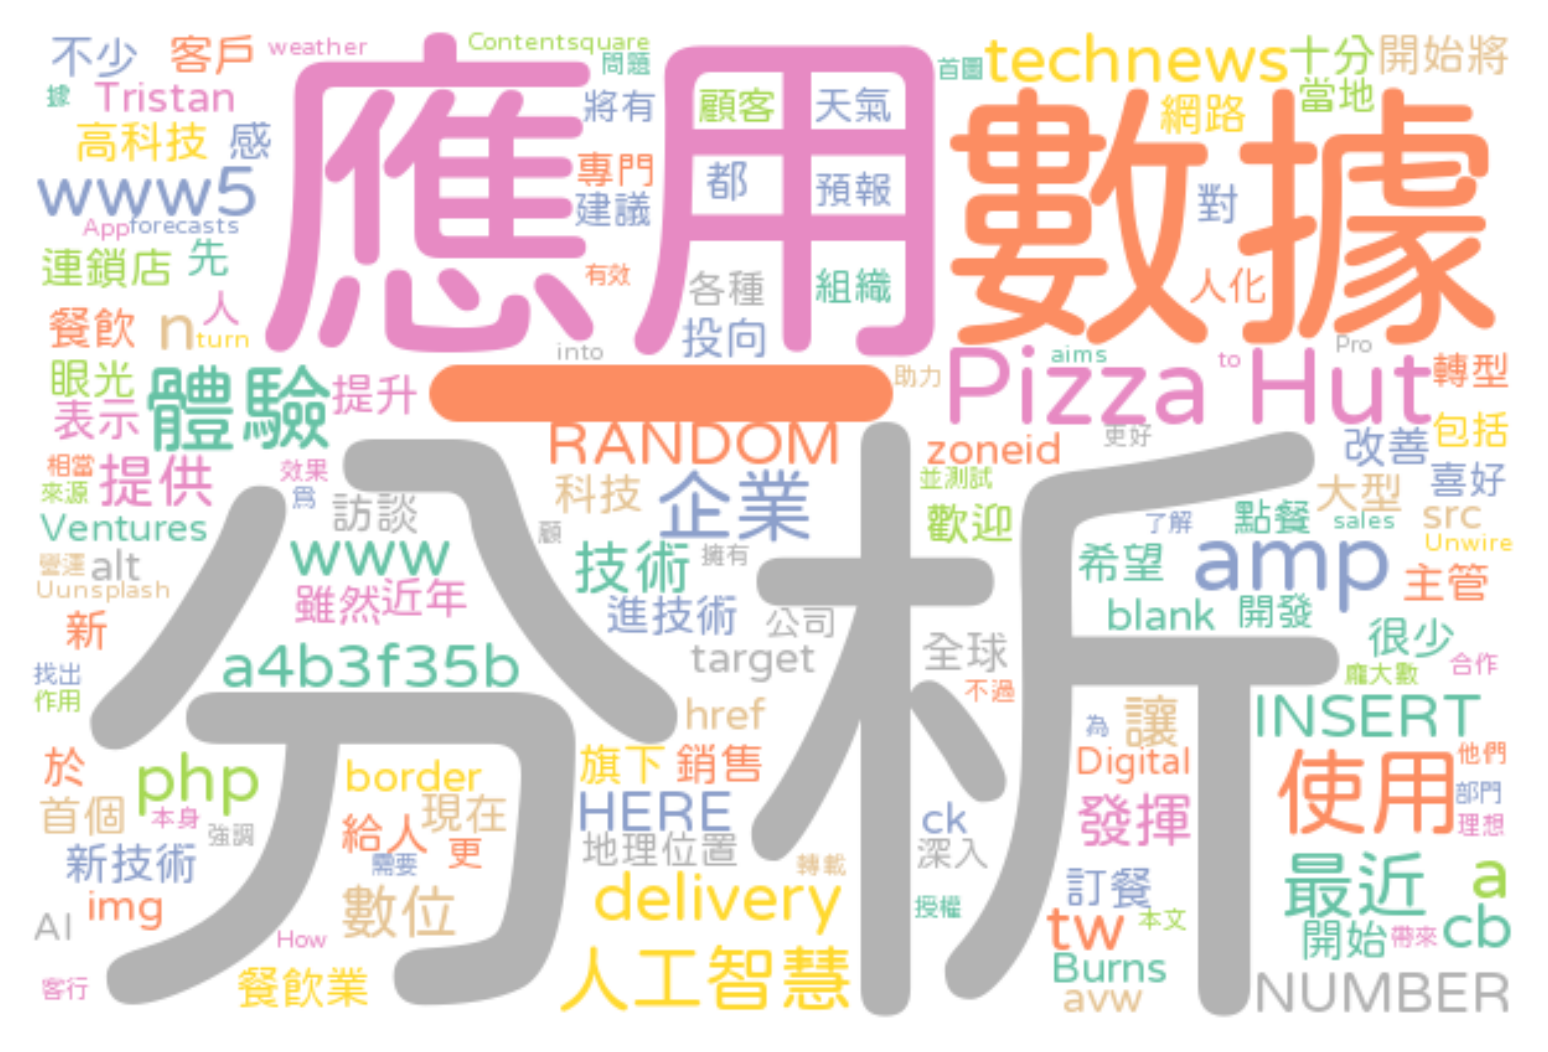 不少 客戶 weather Contentsquare 問題 首圖 technews 十分 開始將
據 Tristan 應用 將有 顧客 天氣 數據 網路 當地
高科技 感 專門 都 預報 對
www5 建議
App forecasts
連鎖店 先 有效 各種 組織 人化
餐飲 n 人 turn into 投向 Pro
眼光 體驗 提升 一 助力 Pizza Hut aims to 轉型
表示 RANDOM zoneid 更好 改善 包括
相當 提供 效果 科技 企業 並測試 大型 喜好
來源 為 訪談 分析 歡迎 了解 點餐 sales src
Ventures www 顧 技術 擁有 希望 amp Unwire
alt 主管
Uunsplash 雖然 近年 進技術 公司 blank 開發
新 a4b3f35b target 全球 很少
找出 不過 龐大數 合作
作用 href 為 讓 INSERT
於 php border 旗下 銷售 Digital 使用 他們
首個 本身 強調 給人 現在 HERE ck 發揮 部門 理想
新技術 需要 更 地理位置 轉載 深入 訂餐 最近 a
AI img 數位 delivery 授權 tw 本文 開始 帶來 cb
How Burns
客行 餐飲業 人工智慧 avw NUMBER